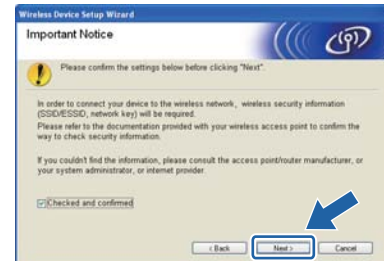 Wireless Device Setup Wizard
Important Notice
Please confirm the settings below before clicking "Next".
In order to connect your device to the wireless network, wireless security information
(SSID/ESSID, network key) will be required.
Please refer to the documentation provided with your wireless access point to confirm the
way to check security information.
If you couldn't find the information, please consult the access point/router manufacturer, or
your system administrator, or internet provider.
Checked and confirmed
< Back
Next >
Cancel